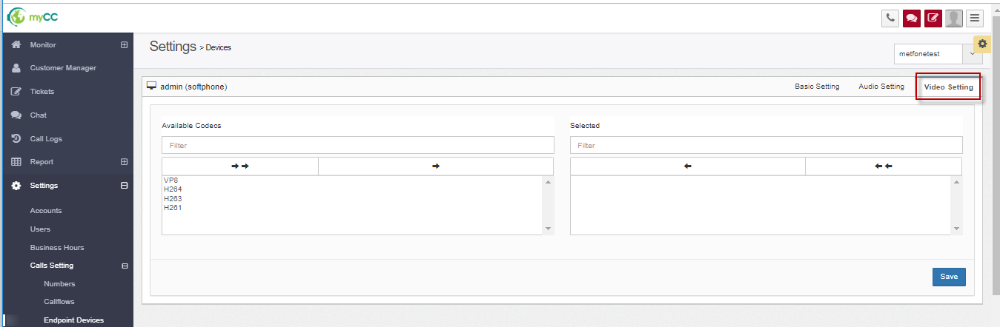 myCC
Monitor
Customer Manager
Tickets
Chat
Call Logs
Report
Settings
Accounts
Users
Business Hours
Calls Setting
Numbers
Callflows
Endpoint Devices
Settings > Devices
metfonetest
admin (softphone)
Basic Setting
Audio Setting
Video Setting
Available Codecs
Filter
VP8
H264
H263
H261
Selected
Filter
Save